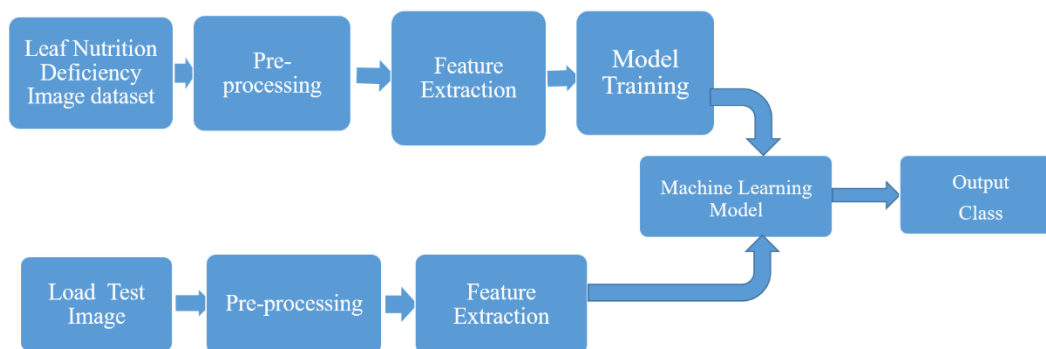 Leaf Nutrition
Deficiency
Image dataset
Pre-
processing
Feature
Extraction
Model
Training
Machine Learning
Model
Output
Class
Load Test
Image
Pre-processing
Feature
Extraction